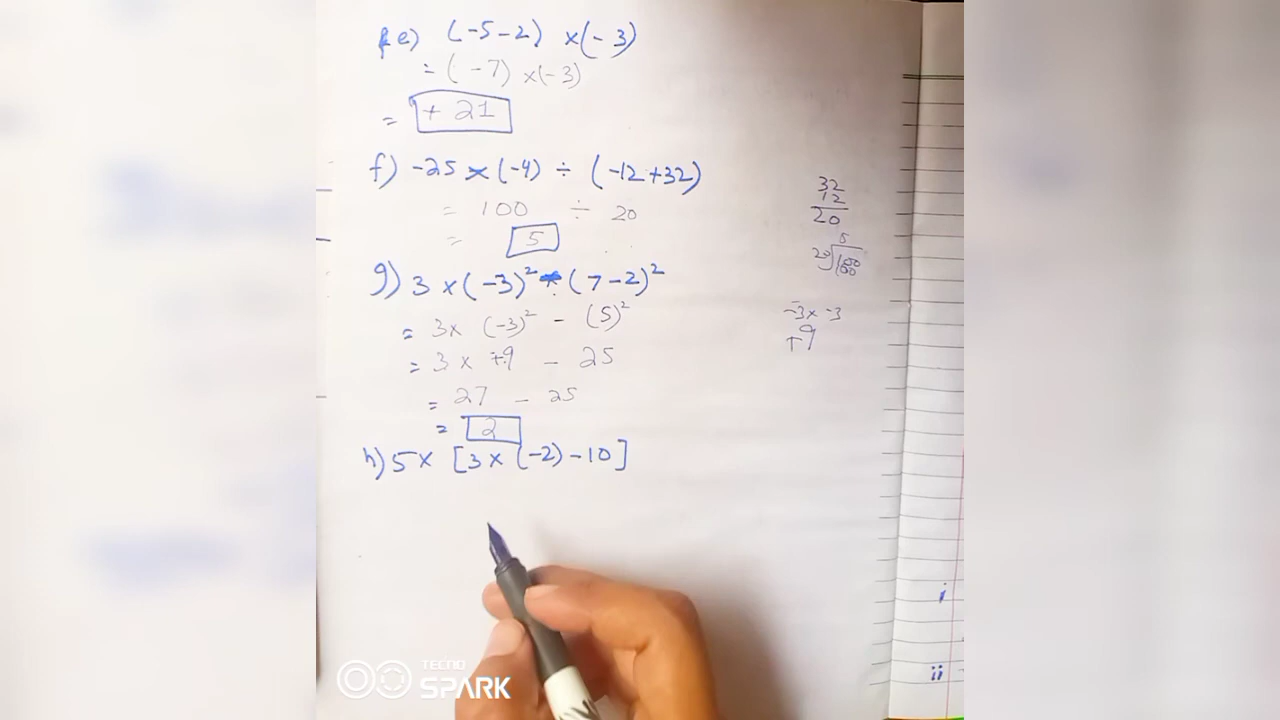 e) (-5-2) ×(-3)
= (-7) ×(-3)
= + 21
f) -25 × (-4) ÷ (-12+32)
= 100 ÷ 20
= 5
g) 3 × (-3)² - (7-2)²
= 3× (-3)² - (5)²
= 3 × +9 - 25
= 27 - 25
= 2
h) 5 × [3 × (-2) -10]
32
12
20
5
20 100
100
-3 × -3
+9
i
ii
TECNO
SPARK